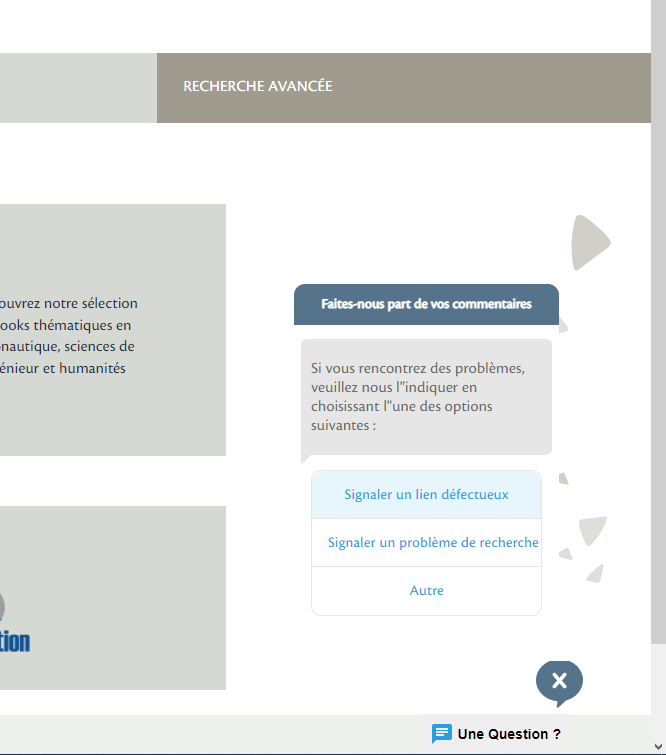 RECHERCHE AVANCÉE
ouvrez notre sélection
ooks thématiques en
nautique, sciences de
énieur et humanités
Faites-nous part de vos commentaires
Si vous rencontrez des problèmes,
veuillez nous l"indiquer en
choisissant l"une des options
suivantes :
Signaler un lien défectueux
Signaler un problème de recherche
Autre
tion
Une Question ?